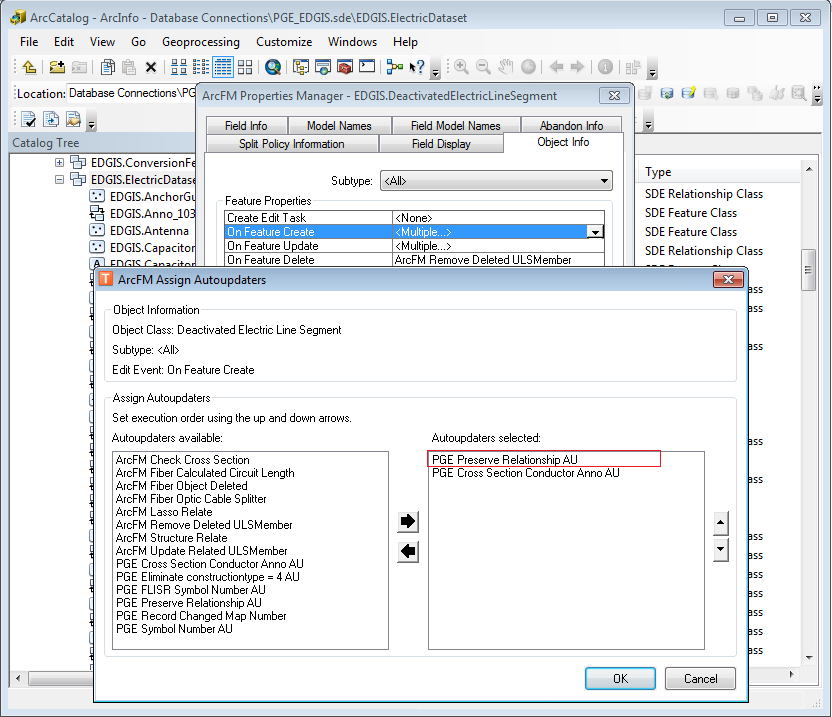 ArcCatalog - ArcInfo - Database Connections\PGE_EDGIS.sde\EDGIS.ElectricDataset
File Edit View Go Geoprocessing Customize Windows Help
Location: Database Connections\PG
ArcFM Properties Manager - EDGIS.DeactivatedElectricLineSegment
Field Info Model Names Field Model Names Abandon Info
Split Policy Information Field Display Object Info
Catalog Tree
EDGIS.ConversionFe
EDGIS.ElectricDatase
EDGIS.AnchorGu
EDGIS.Anno_103
EDGIS.Antenna
EDGIS.Capacitor
EDGIS.Capacitor
Subtype: <All>
Feature Properties
Create Edit Task <None>
On Feature Create <Multiple...>
On Feature Update <Multiple...>
On Feature Delete ArcFM Remove Deleted ULSMember
Type
SDE Relationship Class
SDE Feature Class
SDE Feature Class
SDE Relationship Class
ArcFM Assign Autoupdaters
Object Information
Object Class: Deactivated Electric Line Segment
Subtype: <All>
Edit Event: On Feature Create
Assign Autoupdaters
Set execution order using the up and down arrows.
Autoupdaters available:
ArcFM Check Cross Section
ArcFM Fiber Calculated Circuit Length
ArcFM Fiber Object Deleted
ArcFM Fiber Optic Cable Splitter
ArcFM Lasso Relate
ArcFM Remove Deleted ULSMember
ArcFM Structure Relate
ArcFM Update Related ULSMember
PGE Cross Section Conductor Anno AU
PGE Eliminate constructiontype = 4 AU
PGE FLISR Symbol Number AU
PGE Preserve Relationship AU
PGE Record Changed Map Number
PGE Symbol Number AU
Autoupdaters selected:
PGE Preserve Relationship AU
PGE Cross Section Conductor Anno AU
OK Cancel